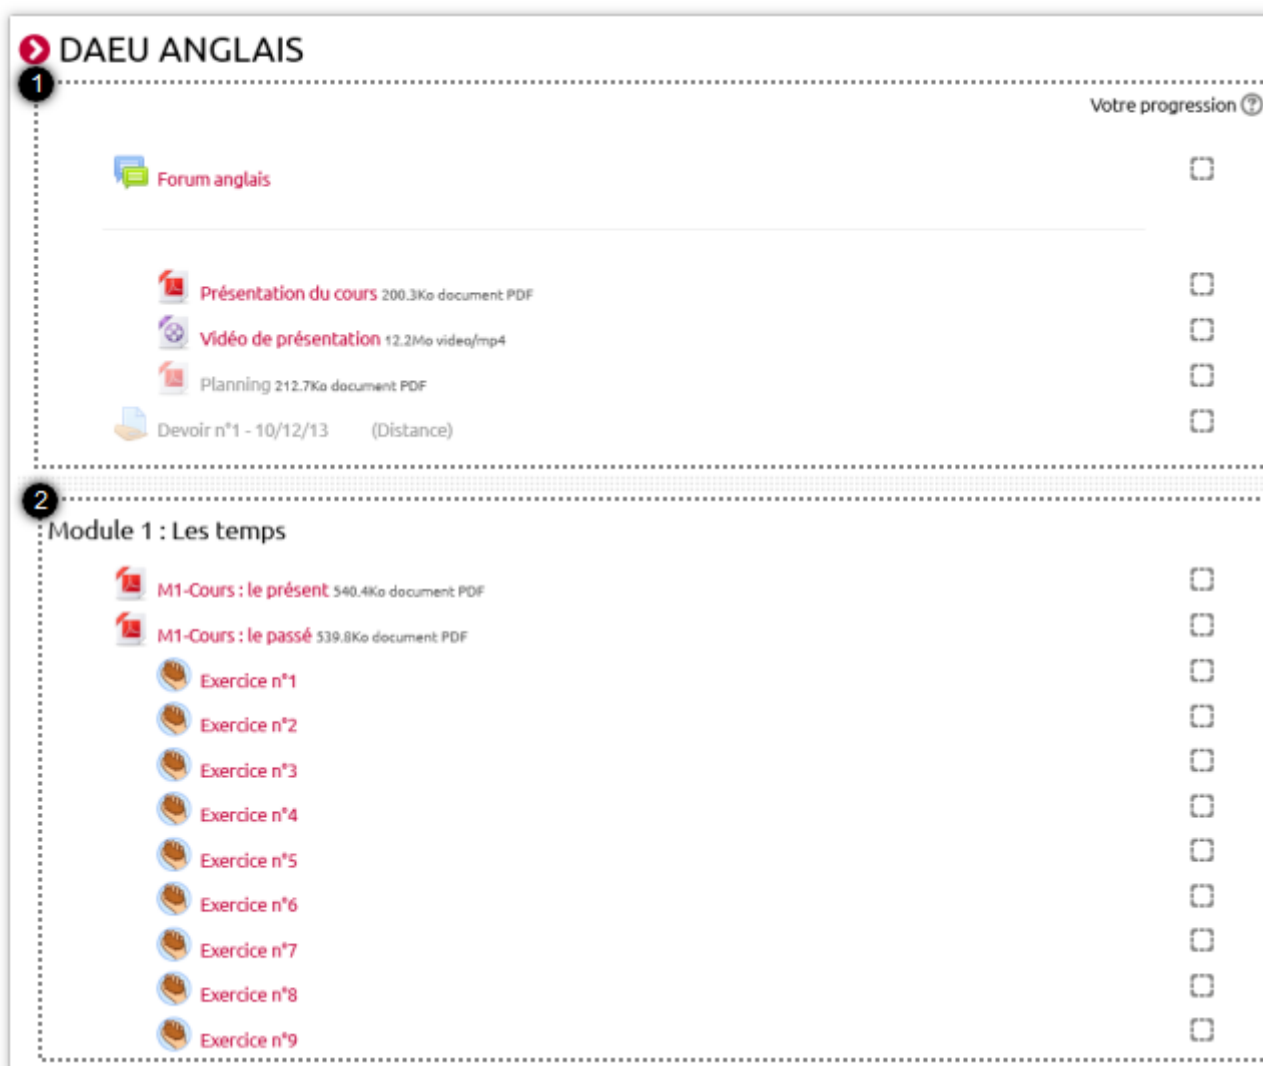 DAEU ANGLAIS
1
Votre progression ?
Forum anglais
Présentation du cours 200.3Ko document PDF
Vidéo de présentation 12.2Mo video/mp4
Planning 212.7Ko document PDF
Devoir n°1 - 10/12/13 (Distance)
2
Module 1 : Les temps
M1-Cours : le présent 540.4Ko document PDF
M1-Cours : le passé 539.8Ko document PDF
Exercice n°1
Exercice n°2
Exercice n°3
Exercice n°4
Exercice n°5
Exercice n°6
Exercice n°7
Exercice n°8
Exercice n°9